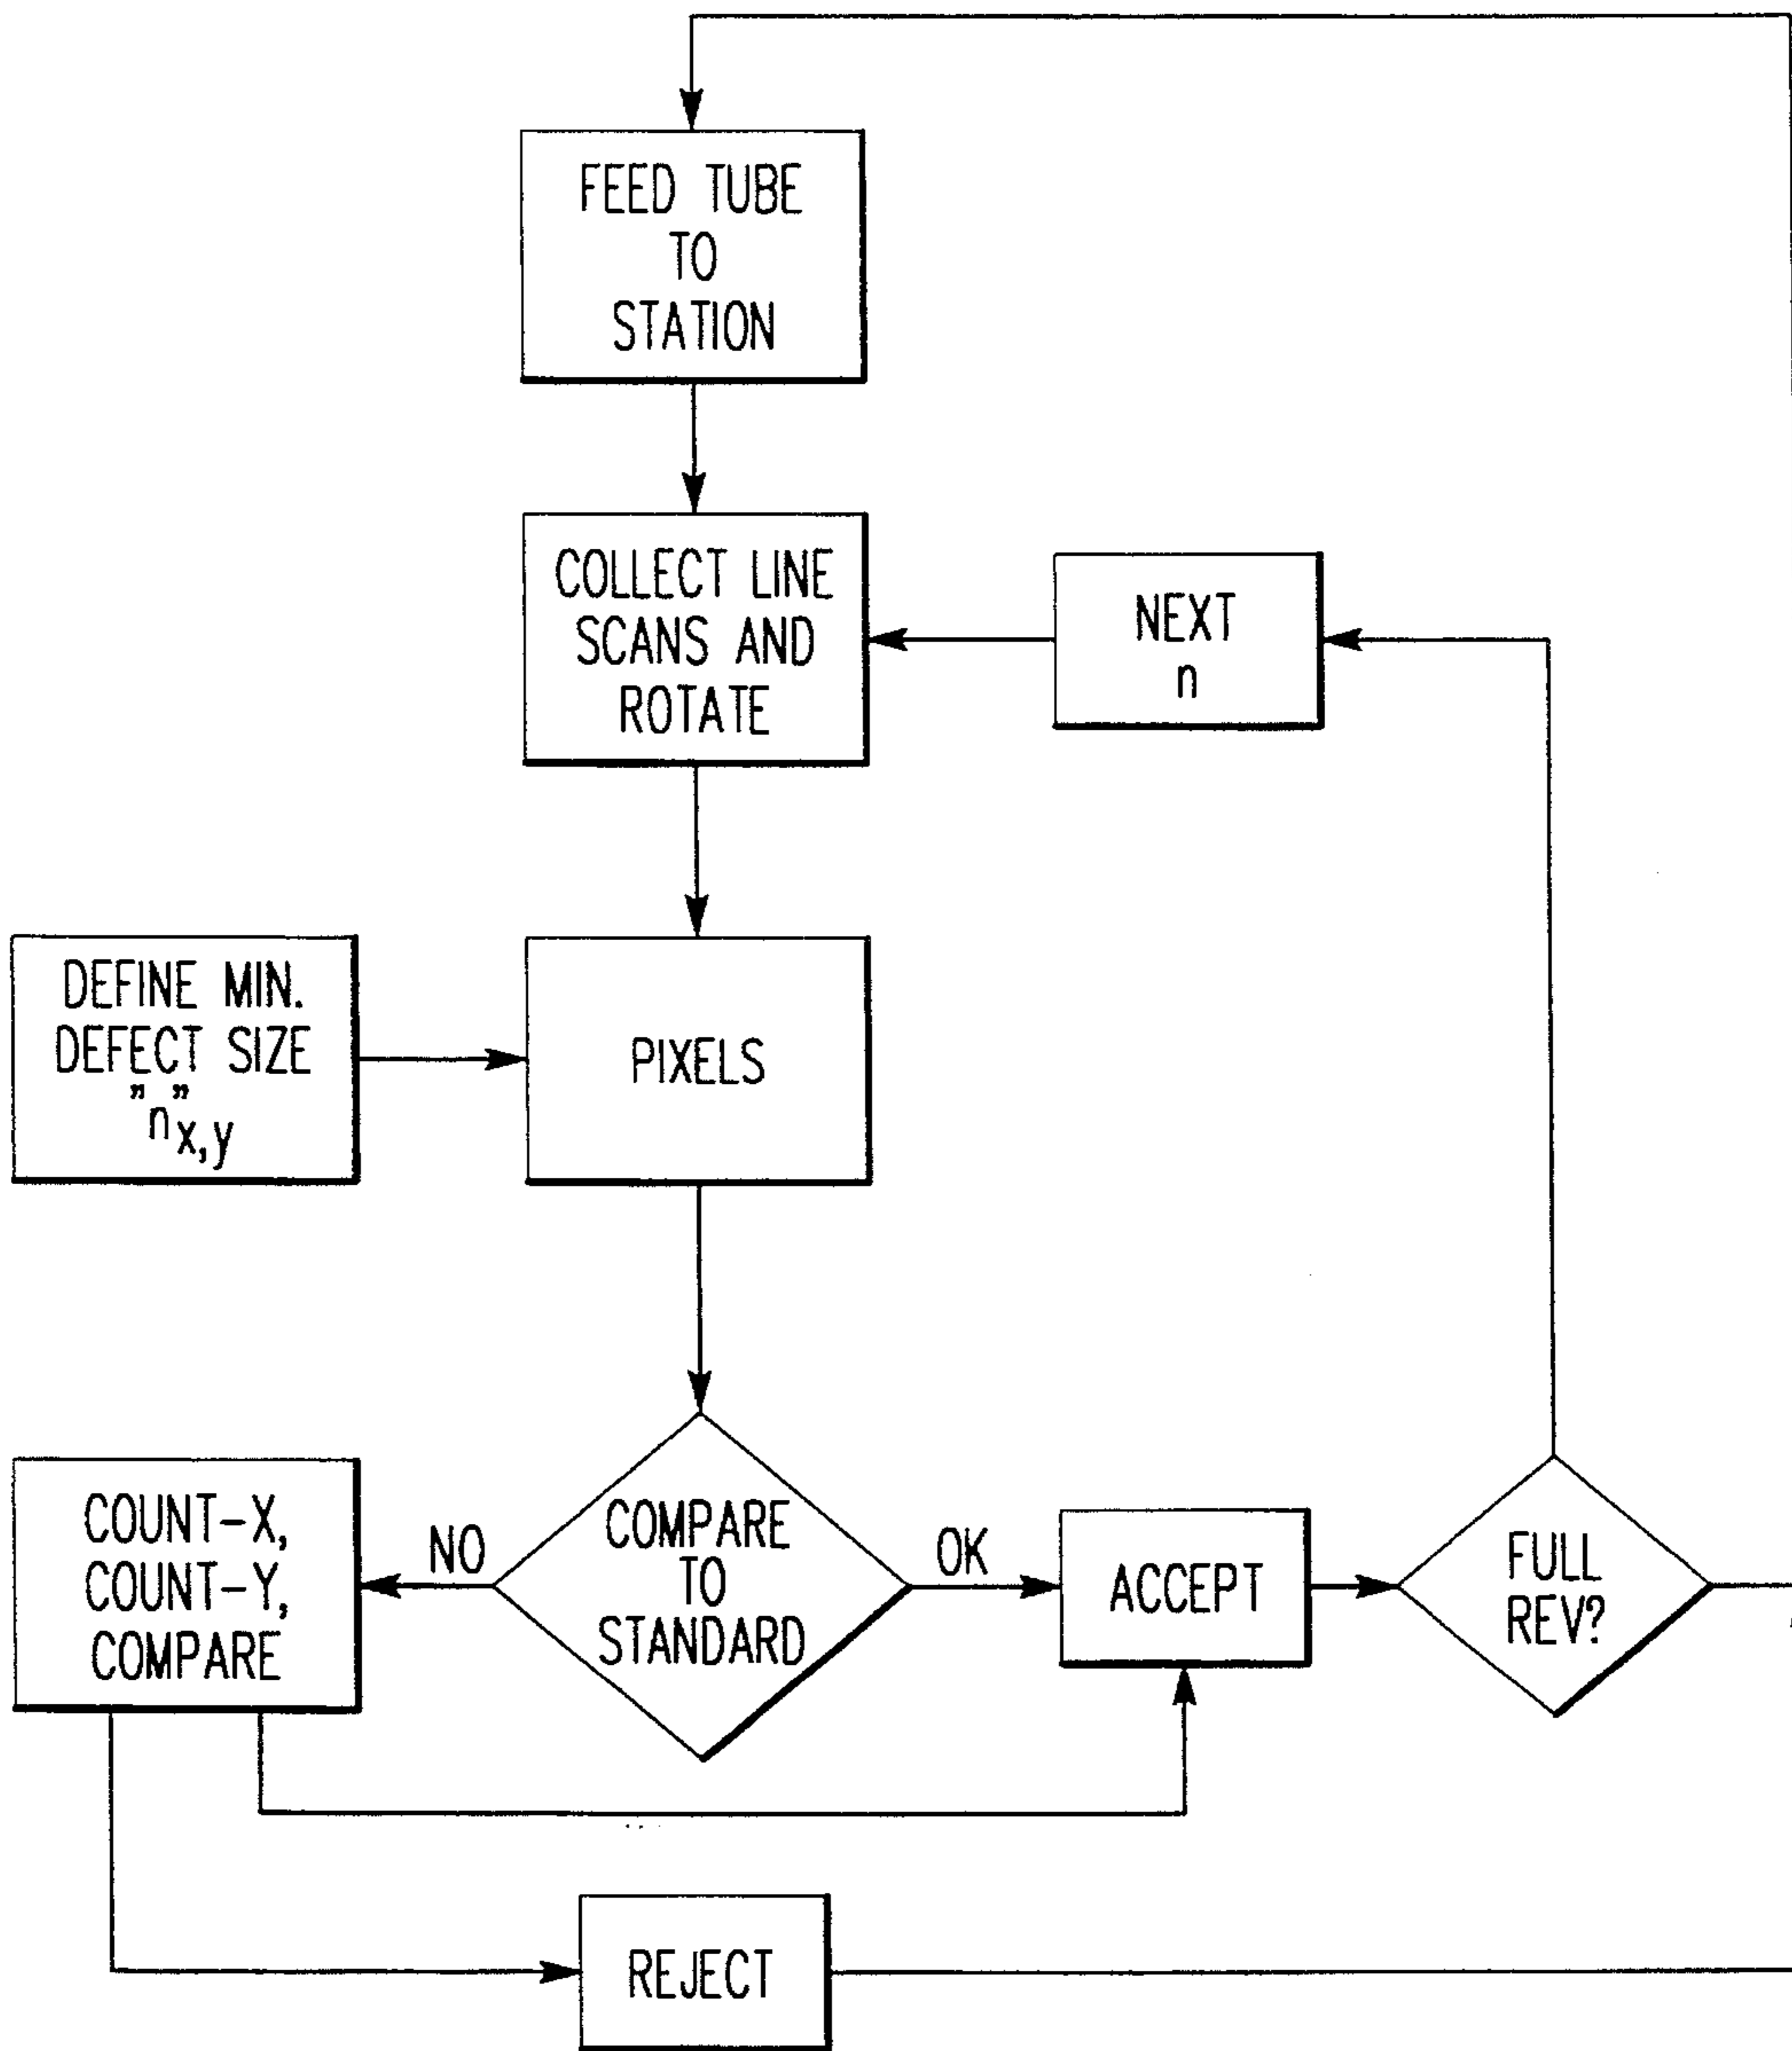 FEED TUBE
TO
STATION
COLLECT LINE
SCANS AND
ROTATE
NEXT
n
DEFINE MIN.
DEFECT SIZE
"n"x,y
PIXELS
COUNT-X,
COUNT-Y,
COMPARE
NO
COMPARE
TO
STANDARD
OK
ACCEPT
FULL
REV?
REJECT